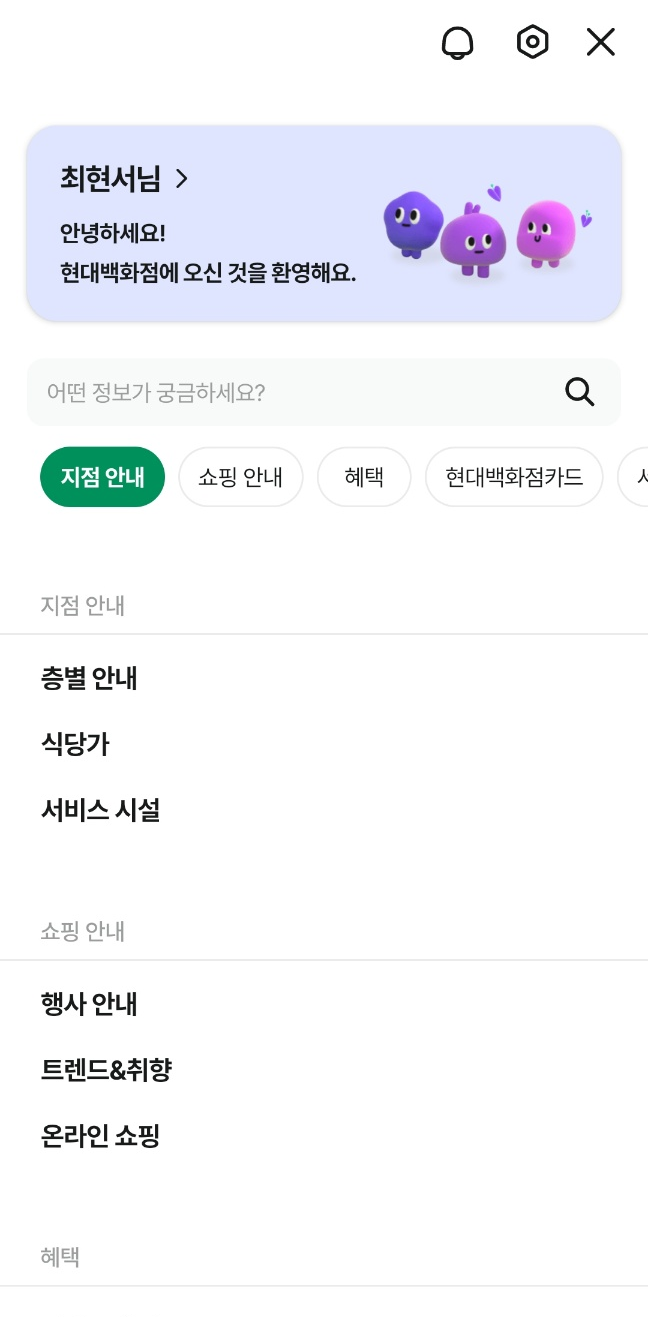 최현서님
안녕하세요!
현대백화점에 오신 것을 환영해요.
어떤 정보가 궁금하세요?
지점 안내
쇼핑 안내
혜택
현대백화점카드
지점 안내
층별 안내
식당가
서비스 시설
쇼핑 안내
행사 안내
트렌드&취향
온라인 쇼핑
혜택